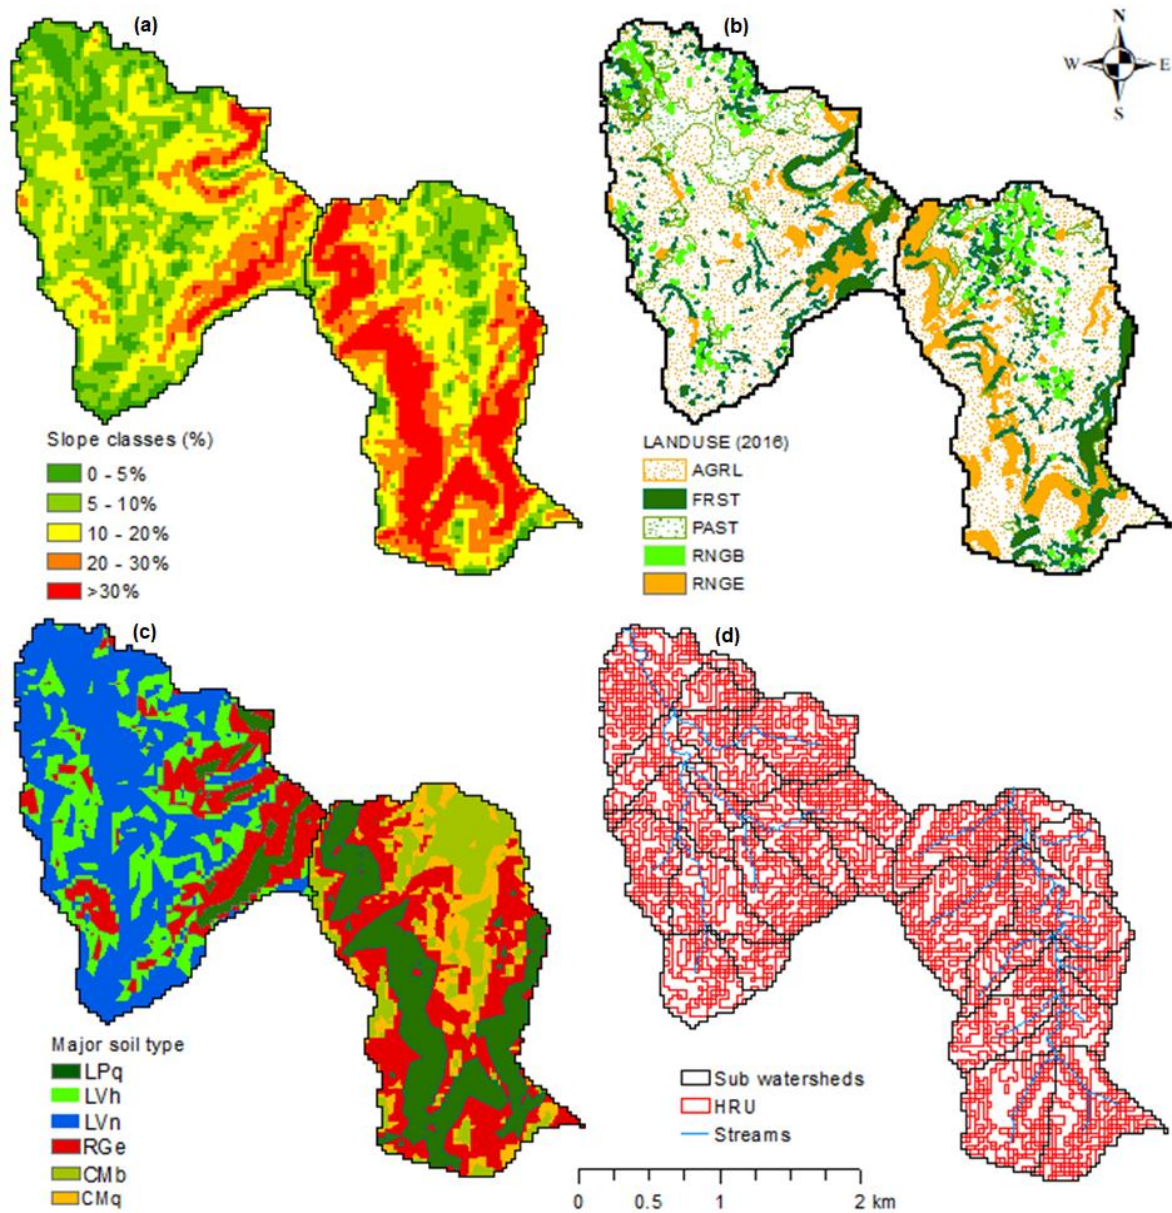 (a)
(b)
N
W E
S
Slope classes (%)
0 - 5%
5 - 10%
10 - 20%
20 - 30%
>30%
LANDUSE (2016)
AGRL
FRST
PAST
RNGB
RNGE
(c)
(d)
Major soil type
LPq
LVh
LVn
RGe
CMb
CMq
Sub watersheds
HRU
Streams
0 0.5 1 2 km